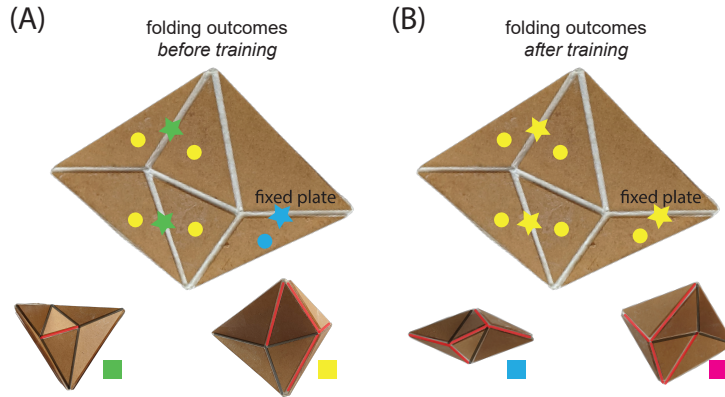 (A)
folding outcomes
before training
fixed plate
(B)
folding outcomes
after training
fixed plate